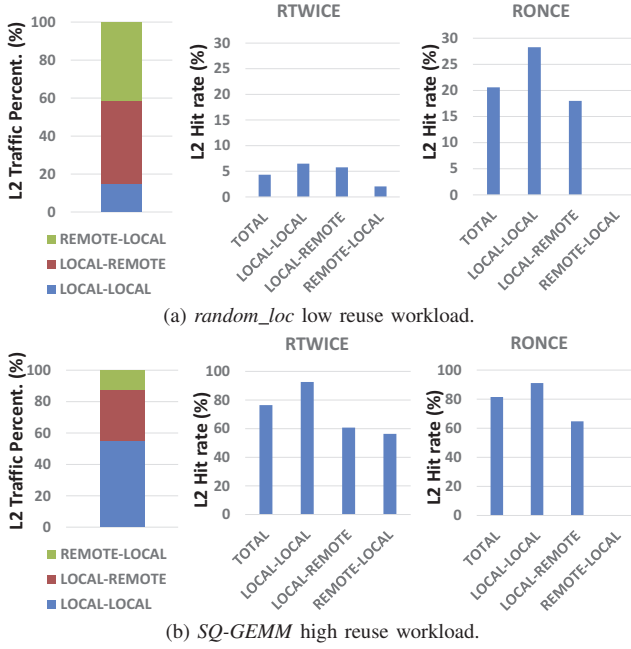 L2 Traffic Percent. (%)
100
80
60
40
20
0
REMOTE-LOCAL
LOCAL-REMOTE
LOCAL-LOCAL
RTWICE
L2 Hit rate (%)
30
25
20
15
10
5
0
TOTAL
LOCAL-LOCAL
LOCAL-REMOTE
REMOTE-LOCAL
RONCE
L2 Hit rate (%)
30
25
20
15
10
5
0
TOTAL
LOCAL-LOCAL
LOCAL-REMOTE
REMOTE-LOCAL
(a) random_loc low reuse workload.
L2 Traffic Percent. (%)
100
80
60
40
20
0
REMOTE-LOCAL
LOCAL-REMOTE
LOCAL-LOCAL
RTWICE
L2 Hit rate (%)
100
80
60
40
20
0
TOTAL
LOCAL-LOCAL
LOCAL-REMOTE
REMOTE-LOCAL
RONCE
L2 Hit rate (%)
100
80
60
40
20
0
TOTAL
LOCAL-LOCAL
LOCAL-REMOTE
REMOTE-LOCAL
(b) SQ-GEMM high reuse workload.